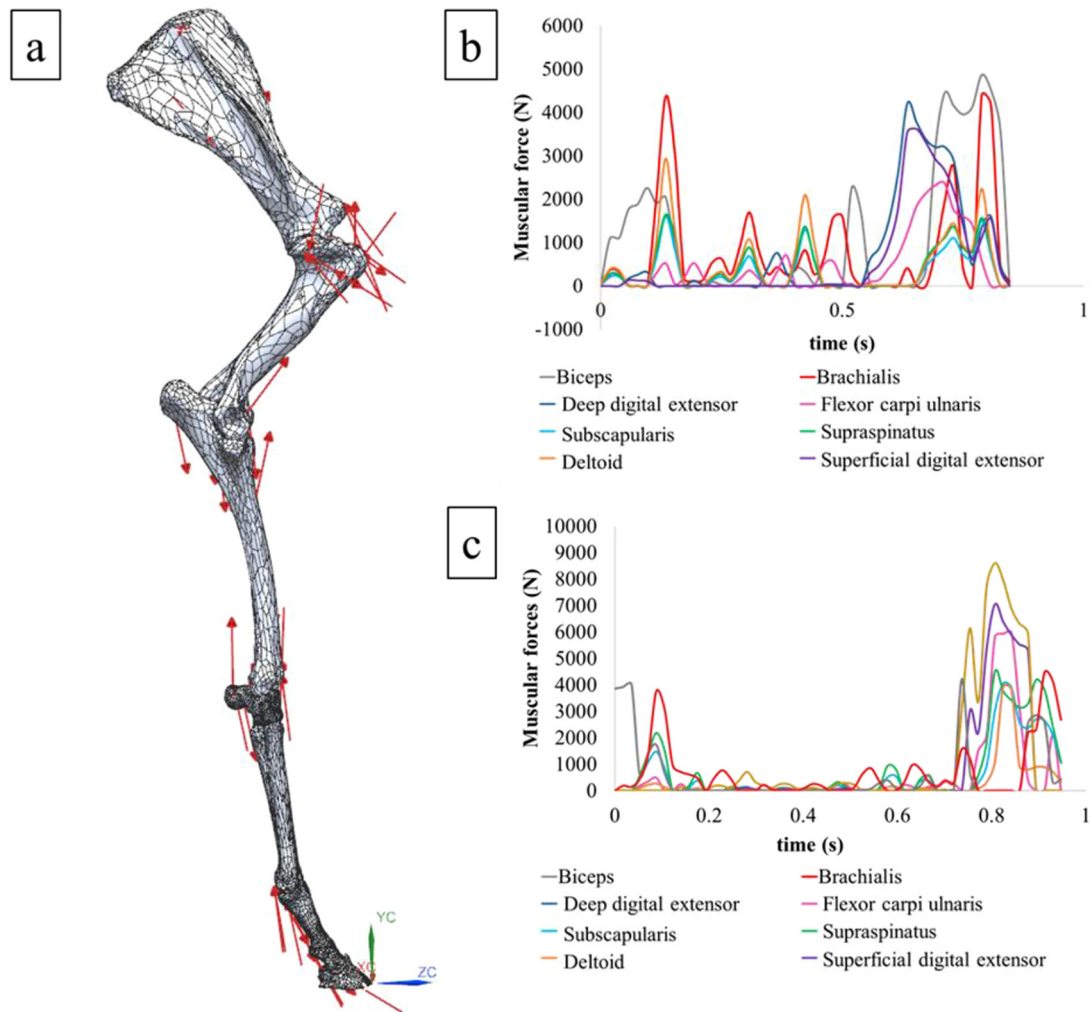 a
YC
XC
ZC
b
Muscular force (N)
6000
5000
4000
3000
2000
1000
0
-1000
0
0.5
1
time (s)
Biceps
Brachialis
Deep digital extensor
Flexor carpi ulnaris
Subscapularis
Supraspinatus
Deltoid
Superficial digital extensor
c
Muscular forces (N)
10000
9000
8000
7000
6000
5000
4000
3000
2000
1000
0
0
0.2
0.4
0.6
0.8
1
time (s)
Biceps
Brachialis
Deep digital extensor
Flexor carpi ulnaris
Subscapularis
Supraspinatus
Deltoid
Superficial digital extensor